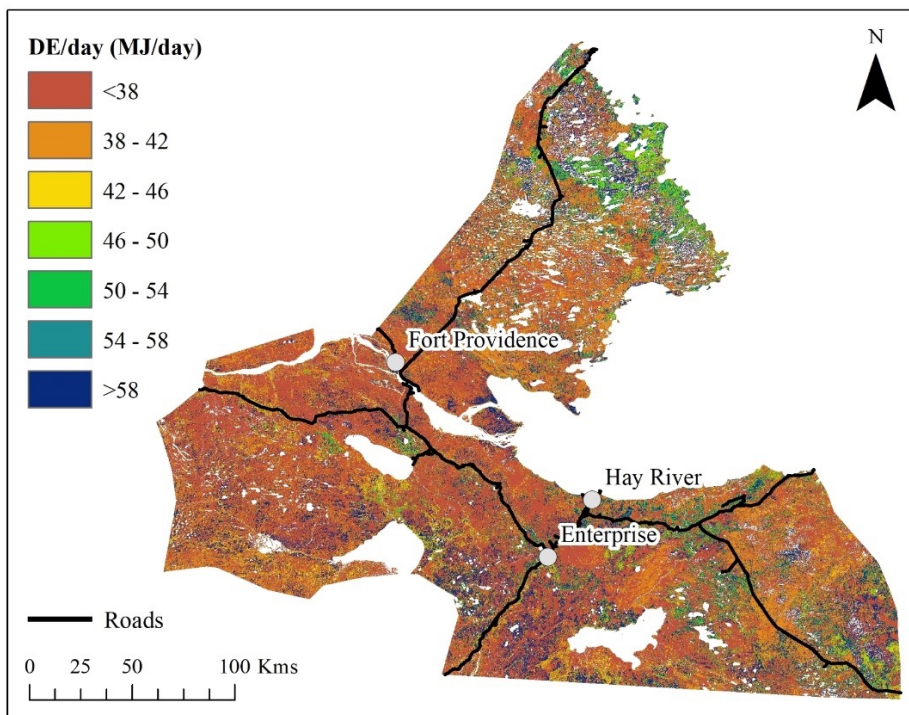 DE/day (MJ/day)
<38
38 - 42
42 - 46
46 - 50
50 - 54
54 - 58
>58
N
Fort Providence
Hay River
Enterprise
Roads
0 25 50 100 Kms